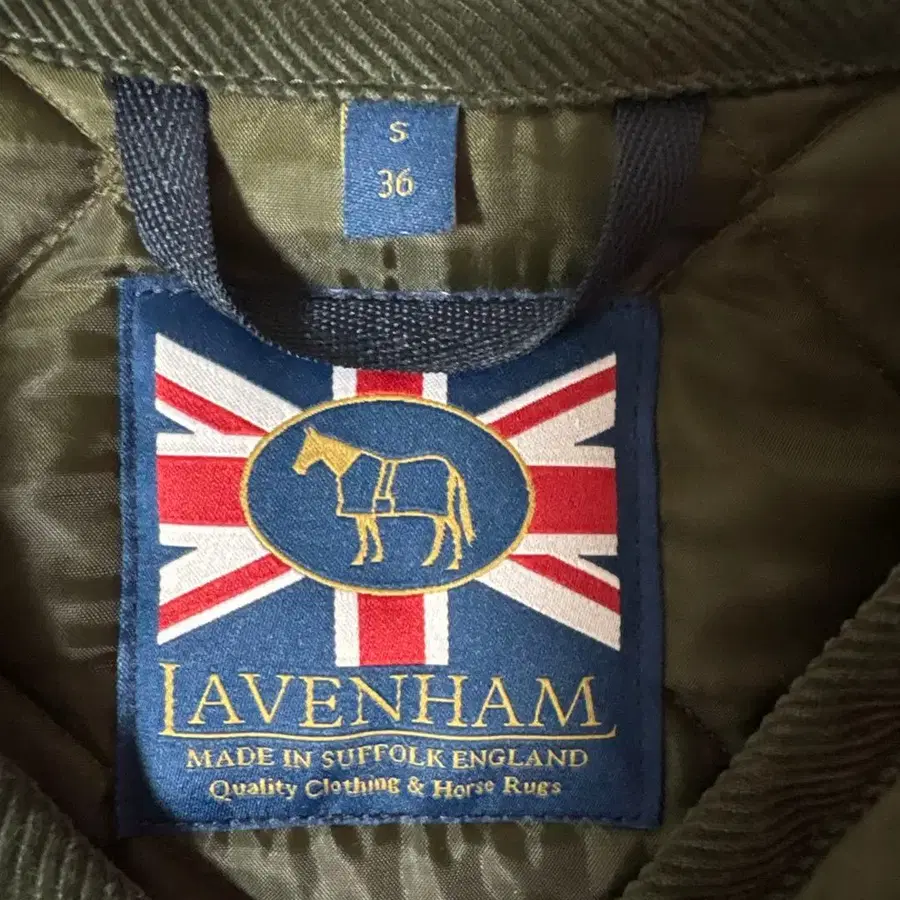 S
36
LAVENHAM
MADE IN SUFFOLK ENGLAND
Quality Clothing & Horse Rugs